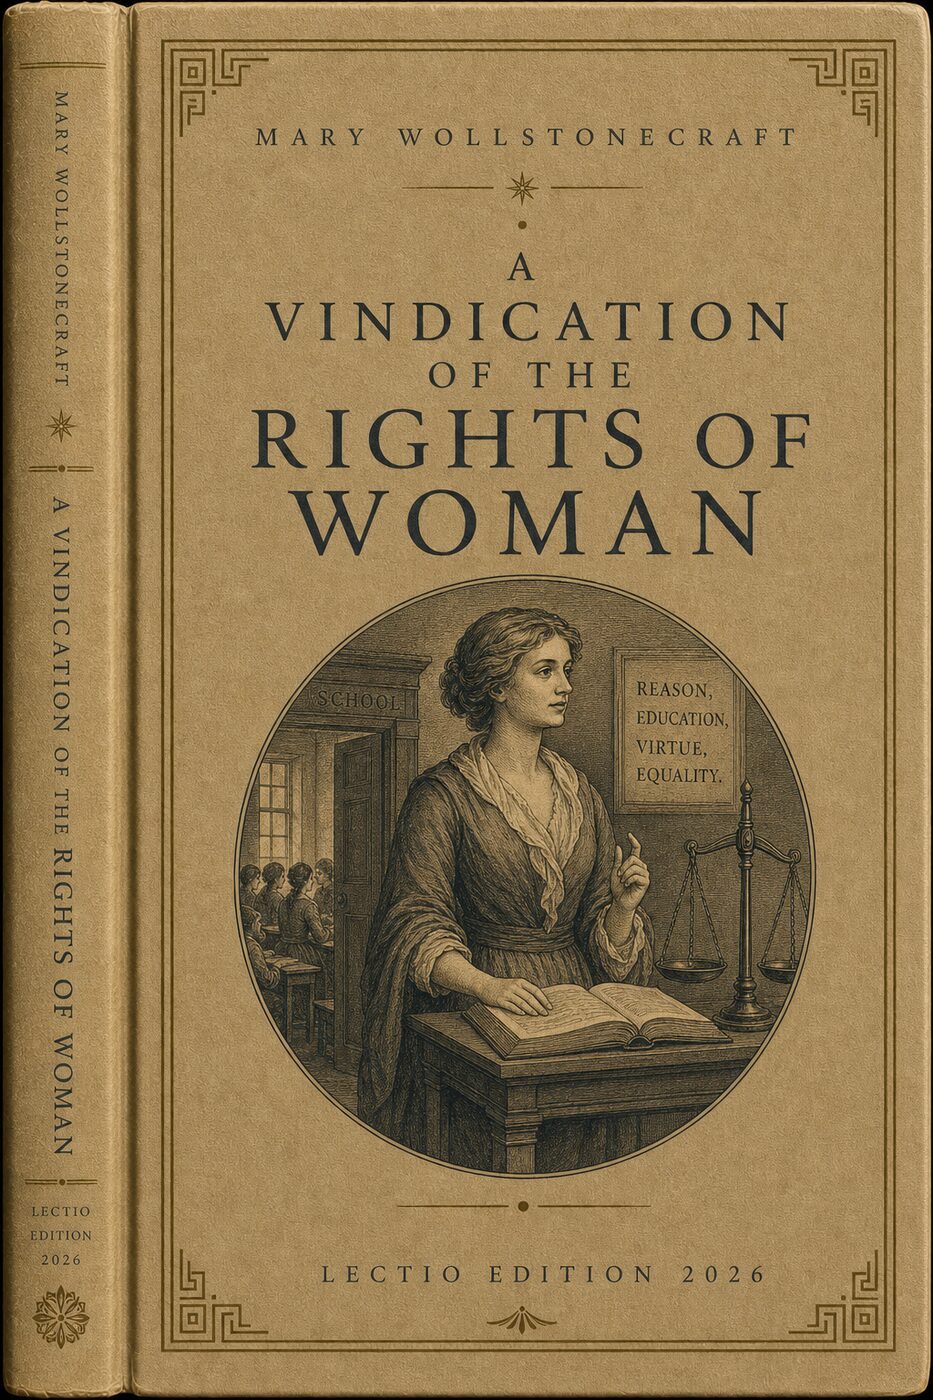 MARY WOLLSTONECRAFT
A VINDICATION OF THE RIGHTS OF WOMAN
LECTIO
EDITION
2026
MARY WOLLSTONECRAFT
A
VINDICATION
OF THE
RIGHTS OF
WOMAN
SCHOOL
REASON,
EDUCATION,
VIRTUE,
EQUALITY.
LECTIO EDITION 2026